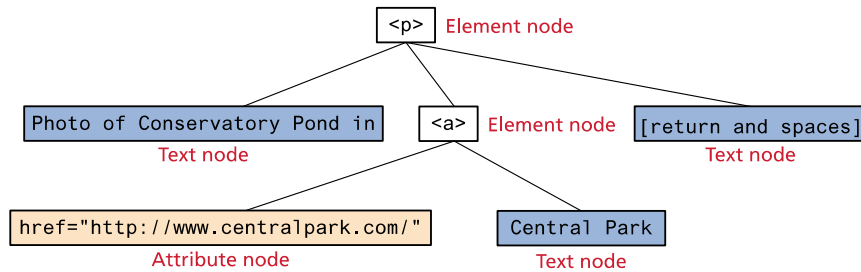 <p> Element node
Photo of Conservatory Pond in
Text node
<a> Element node
[return and spaces]
Text node
href="http://www.centralpark.com/"
Attribute node
Central Park
Text node